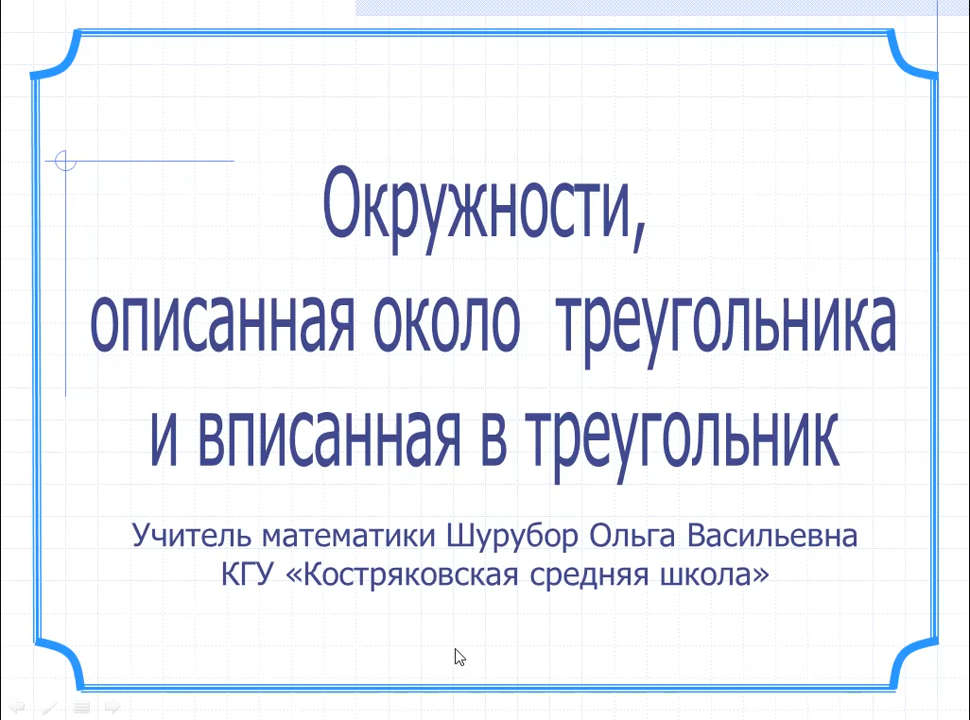 Окружности,
описанная около треугольника
и вписанная в треугольник
Учитель математики Шурубор Ольга Васильевна
КГУ «Костряковская средняя школа»